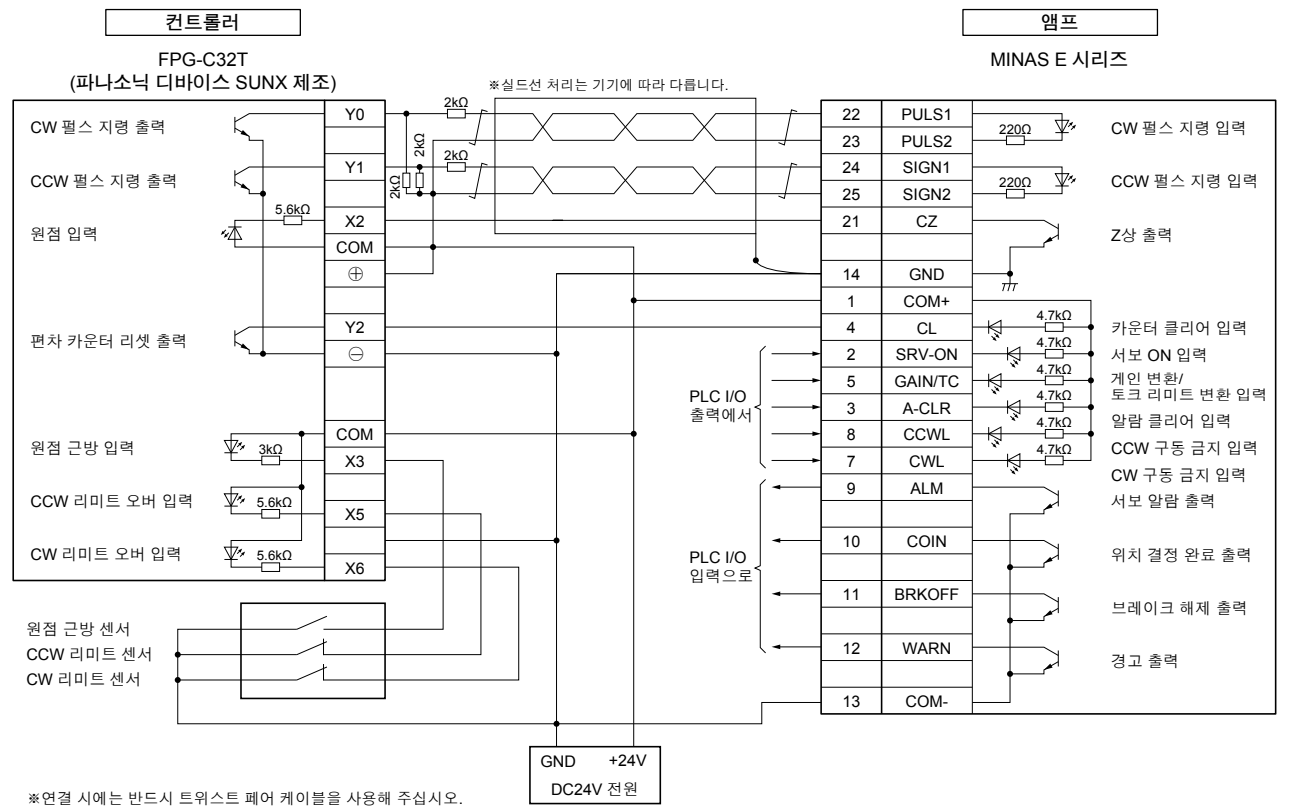 컨트롤러
앰프
FPG-C32T
(파나소닉 디바이스 SUNX 제조)
MINAS E 시리즈
※실드선 처리는 기기에 따라 다릅니다.
CW 펄스 지령 출력
Y0
2kΩ
2kΩ
22 PULS1
23 PULS2
220Ω
CW 펄스 지령 입력
CCW 펄스 지령 출력
Y1
2kΩ
2kΩ
24 SIGN1
25 SIGN2
220Ω
CCW 펄스 지령 입력
원점 입력
5.6kΩ
X2
COM
⊕
21 CZ
Z상 출력
14 GND
1 COM+
편차 카운터 리셋 출력
Y2
⊖
4 CL
4.7kΩ
카운터 클리어 입력
PLC I/O
출력에서
2 SRV-ON
4.7kΩ
서보 ON 입력
5 GAIN/TC
4.7kΩ
게인 변환/
토크 리미트 변환 입력
3 A-CLR
4.7kΩ
알람 클리어 입력
8 CCWL
4.7kΩ
CCW 구동 금지 입력
7 CWL
4.7kΩ
CW 구동 금지 입력
원점 근방 입력
3kΩ
COM
X3
CCW 리미트 오버 입력
5.6kΩ
X5
CW 리미트 오버 입력
5.6kΩ
X6
PLC I/O
입력으로
9 ALM
서보 알람 출력
10 COIN
위치 결정 완료 출력
11 BRKOFF
브레이크 해제 출력
12 WARN
경고 출력
13 COM-
원점 근방 센서
CCW 리미트 센서
CW 리미트 센서
GND +24V
DC24V 전원
※연결 시에는 반드시 트위스트 페어 케이블을 사용해 주십시오.